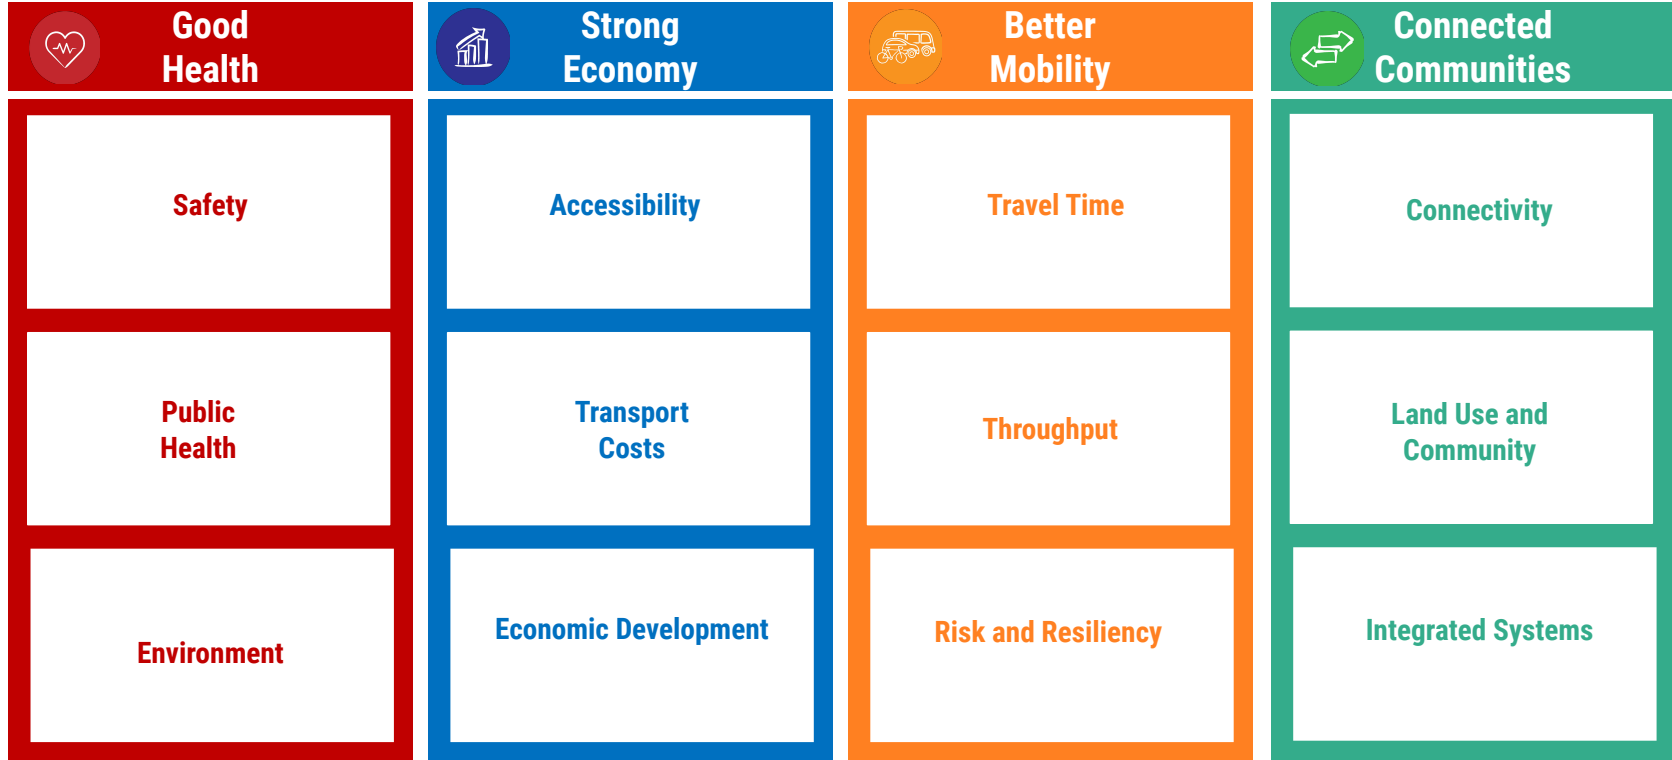 Good
Health
Safety
Public
Health
Environment
Strong
Economy
Accessibility
Transport
Costs
Economic Development
Better
Mobility
Travel Time
Throughput
Risk and Resiliency
Connected
Communities
Connectivity
Land Use and
Community
Integrated Systems